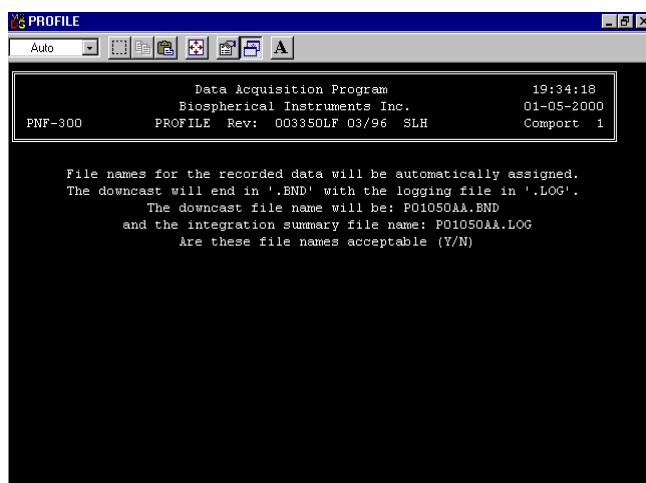 PROFILE
Auto
A
Data Acquisition Program 19:34:18
Biospherical Instruments Inc. 01-05-2000
PNF-300 PROFILE Rev: 003350LF 03/96 SLH Comport 1
File names for the recorded data will be automatically assigned.
The downcast will end in '.BND' with the logging file in '.LOG'.
The downcast file name will be: P01050AA.BND
and the integration summary file name: P01050AA.LOG
Are these file names acceptable (Y/N)